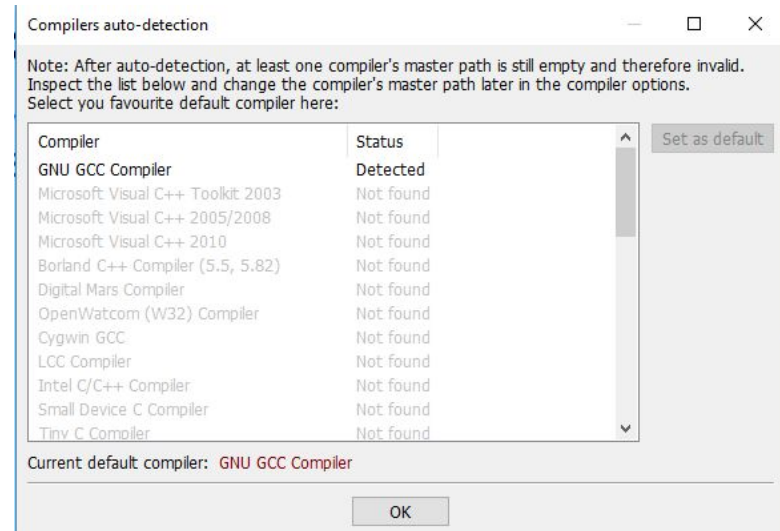 Compilers auto-detection
Note: After auto-detection, at least one compiler's master path is still empty and therefore invalid.
Inspect the list below and change the compiler's master path later in the compiler options.
Select you favourite default compiler here:
Compiler Status
Set as default
GNU GCC Compiler Detected
Microsoft Visual C++ Toolkit 2003 Not found
Microsoft Visual C++ 2005/2008 Not found
Microsoft Visual C++ 2010 Not found
Borland C++ Compiler (5.5, 5.82) Not found
Digital Mars Compiler Not found
OpenWatcom (W32) Compiler Not found
Cygwin GCC Not found
LCC Compiler Not found
Intel C/C++ Compiler Not found
Small Device C Compiler Not found
Tiny C Compiler Not found
Current default compiler: GNU GCC Compiler
OK